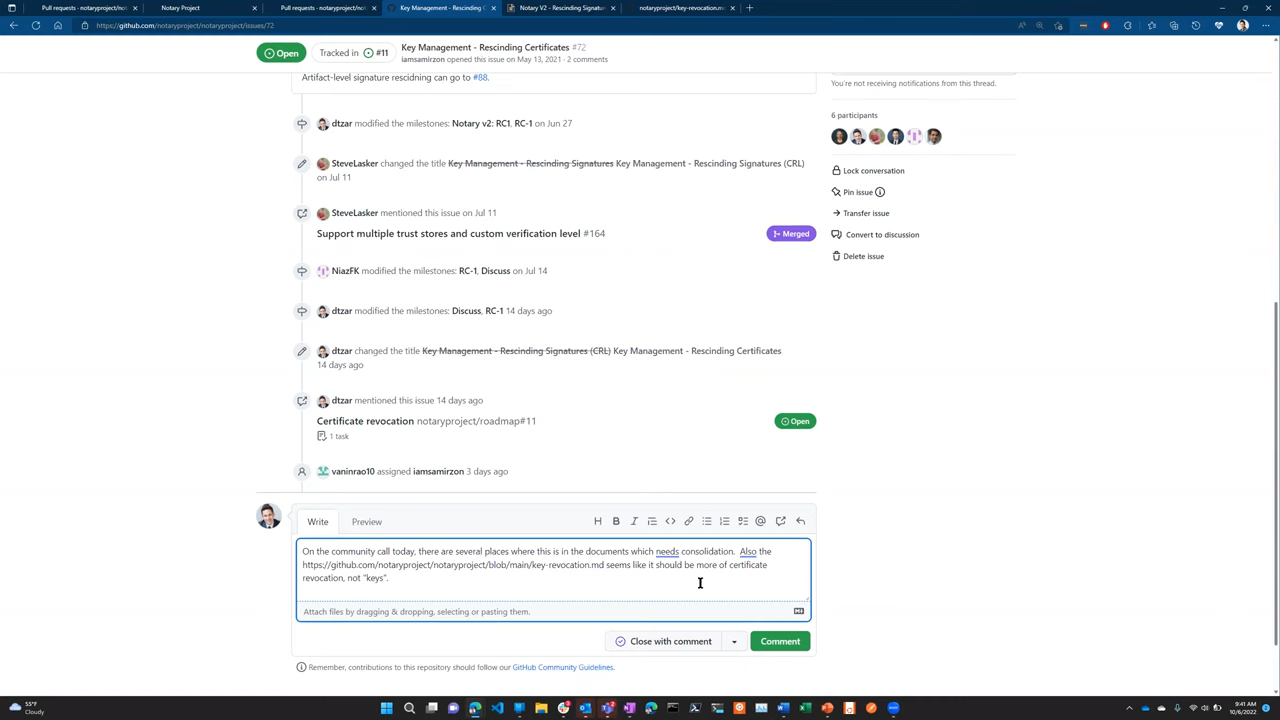 Pull requests · notaryproject/not
Notary Project
Pull requests · notaryproject/no
Key Management - Rescinding C
Notary V2 - RC1 Planning · Signatur
notaryproject/key-revocation.m
https://github.com/notaryproject/notaryproject/issues/72
Open
Tracked in #11
Key Management - Rescinding Certificates #72
iamsamirzon opened this issue on May 13, 2021 · 2 comments
Artifact-level signature rescidning can go to #88.
You're not receiving notifications from this thread.
6 participants
Lock conversation
Pin issue
Transfer issue
Convert to discussion
Delete issue
dtzar modified the milestones: Notary v2: RC1, RC-1 on Jun 27
SteveLasker changed the title Key Management - Rescinding Signatures Key Management - Rescinding Signatures (CRL)
on Jul 11
SteveLasker mentioned this issue on Jul 11
Support multiple trust stores and custom verification level #164
Merged
NiazFK modified the milestones: RC-1, Discuss on Jul 14
dtzar modified the milestones: Discuss, RC-1 14 days ago
dtzar changed the title Key Management - Rescinding Signatures (CRL) Key Management - Rescinding Certificates
14 days ago
dtzar mentioned this issue 14 days ago
Certificate revocation notaryproject/roadmap#11
Open
1 task
vaninrao10 assigned iamsamirzon 3 days ago
Write
Preview
On the community call today, there are several places where this is in the documents which needs consolidation. Also the
https://github.com/notaryproject/notaryproject/blob/main/key-revocation.md seems like it should be more of certificate
revocation, not "keys".
Attach files by dragging & dropping, selecting or pasting them.
Close with comment
Comment
Remember, contributions to this repository should follow our GitHub Community Guidelines.
55°F
Cloudy
9:41 AM
10/6/2022